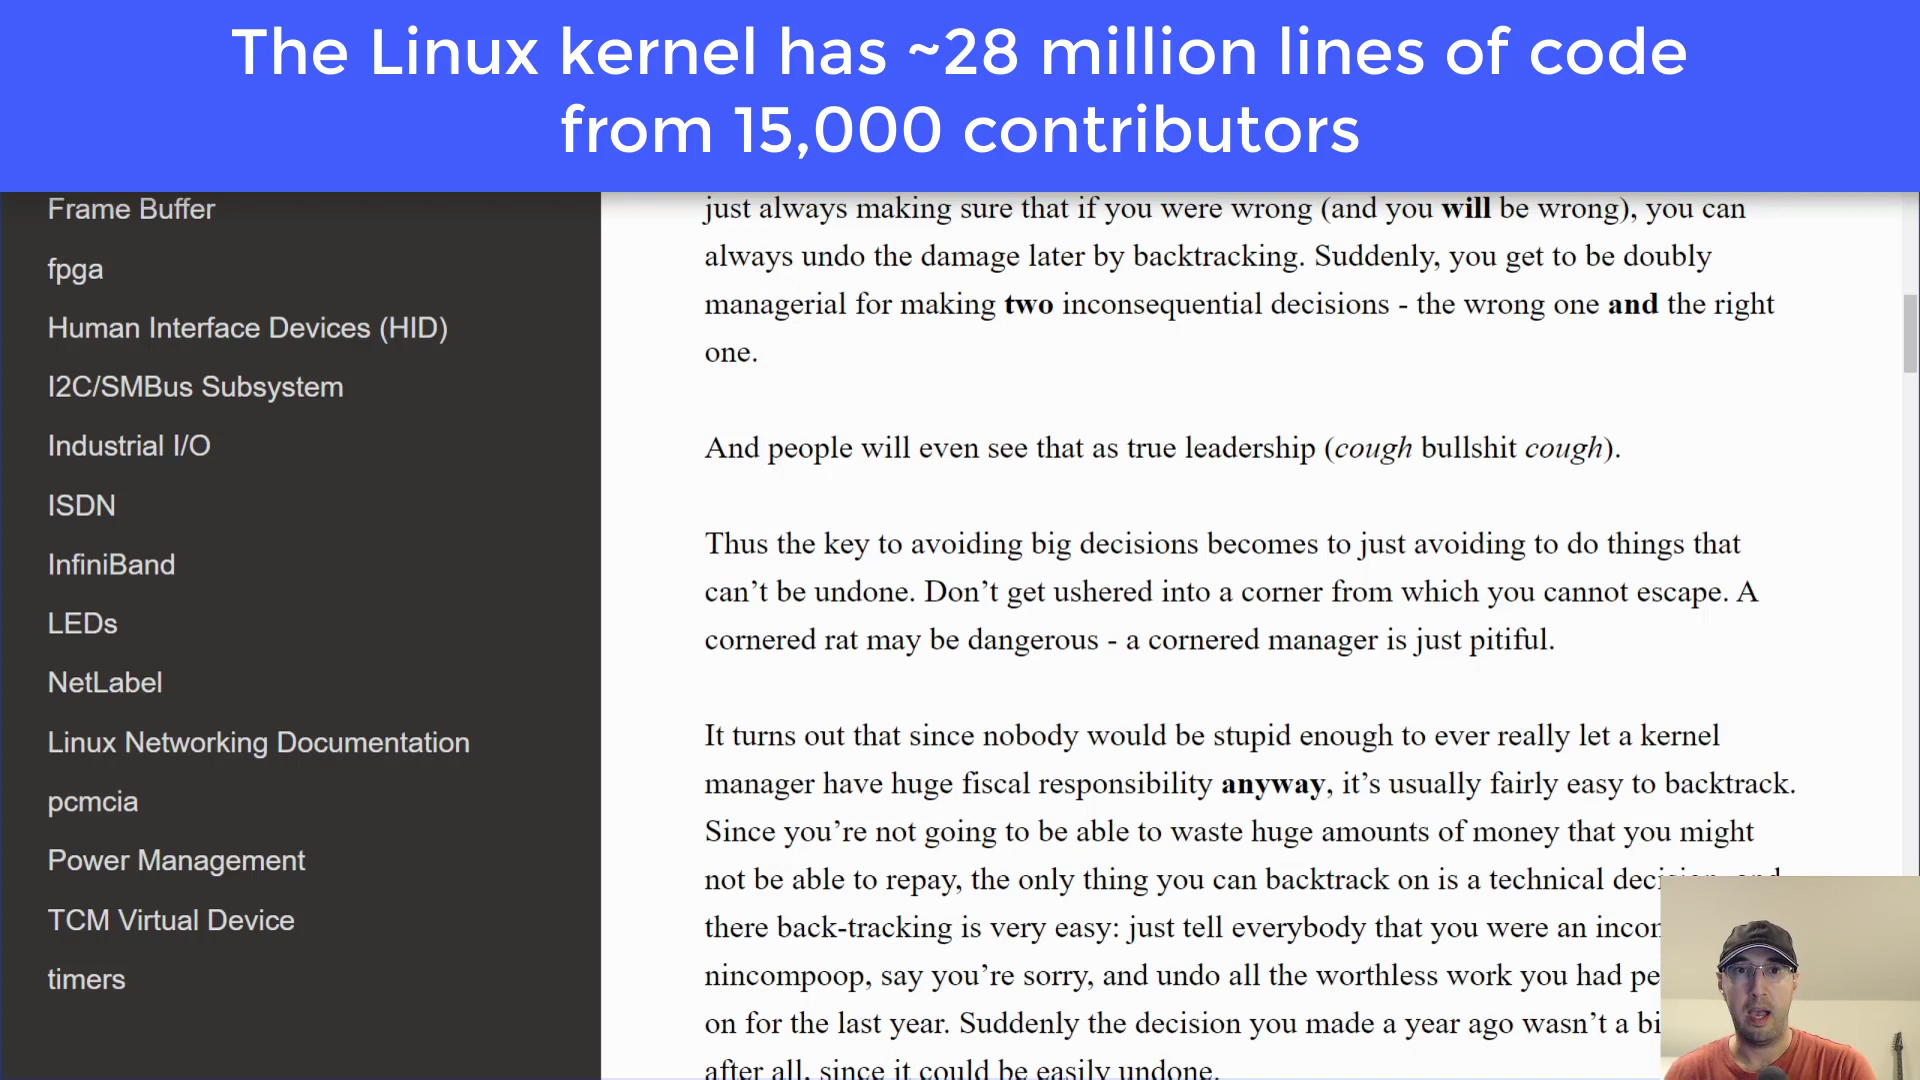 The Linux kernel has ~28 million lines of code
from 15,000 contributors
Frame Buffer
fpga
Human Interface Devices (HID)
I2C/SMBus Subsystem
Industrial I/O
ISDN
InfiniBand
LEDs
NetLabel
Linux Networking Documentation
pcmcia
Power Management
TCM Virtual Device
timers
just always making sure that if you were wrong (and you will be wrong), you can
always undo the damage later by backtracking. Suddenly, you get to be doubly
managerial for making two inconsequential decisions - the wrong one and the right
one.
And people will even see that as true leadership (cough bullshit cough).
Thus the key to avoiding big decisions becomes to just avoiding to do things that
can’t be undone. Don’t get ushered into a corner from which you cannot escape. A
cornered rat may be dangerous - a cornered manager is just pitiful.
It turns out that since nobody would be stupid enough to ever really let a kernel
manager have huge fiscal responsibility anyway, it’s usually fairly easy to backtrack.
Since you’re not going to be able to waste huge amounts of money that you might
not be able to repay, the only thing you can backtrack on is a technical
there back-tracking is very easy: just tell everybody that you were an
nincompoop, say you’re sorry, and undo all the worthless work you had
on for the last year. Suddenly the decision you made a year ago wasn’t a
after all, since it could be easily undone.